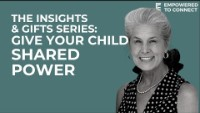 THE INSIGHTS
& GIFTS SERIES:
GIVE YOUR CHILD
SHARED
POWER
EMPOWERED
TO CONNECT